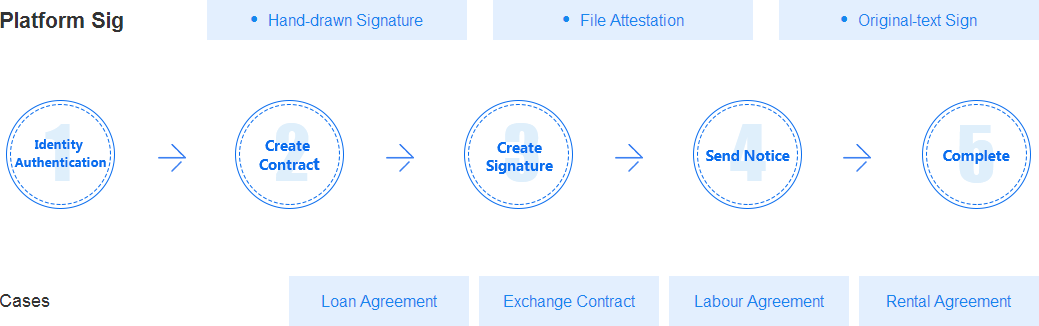 Platform Sig
• Hand-drawn Signature
• File Attestation
• Original-text Sign
1
Identity
Authentication
2
Create
Contract
3
Create
Signature
4
Send Notice
5
Complete
Cases
Loan Agreement
Exchange Contract
Labour Agreement
Rental Agreement